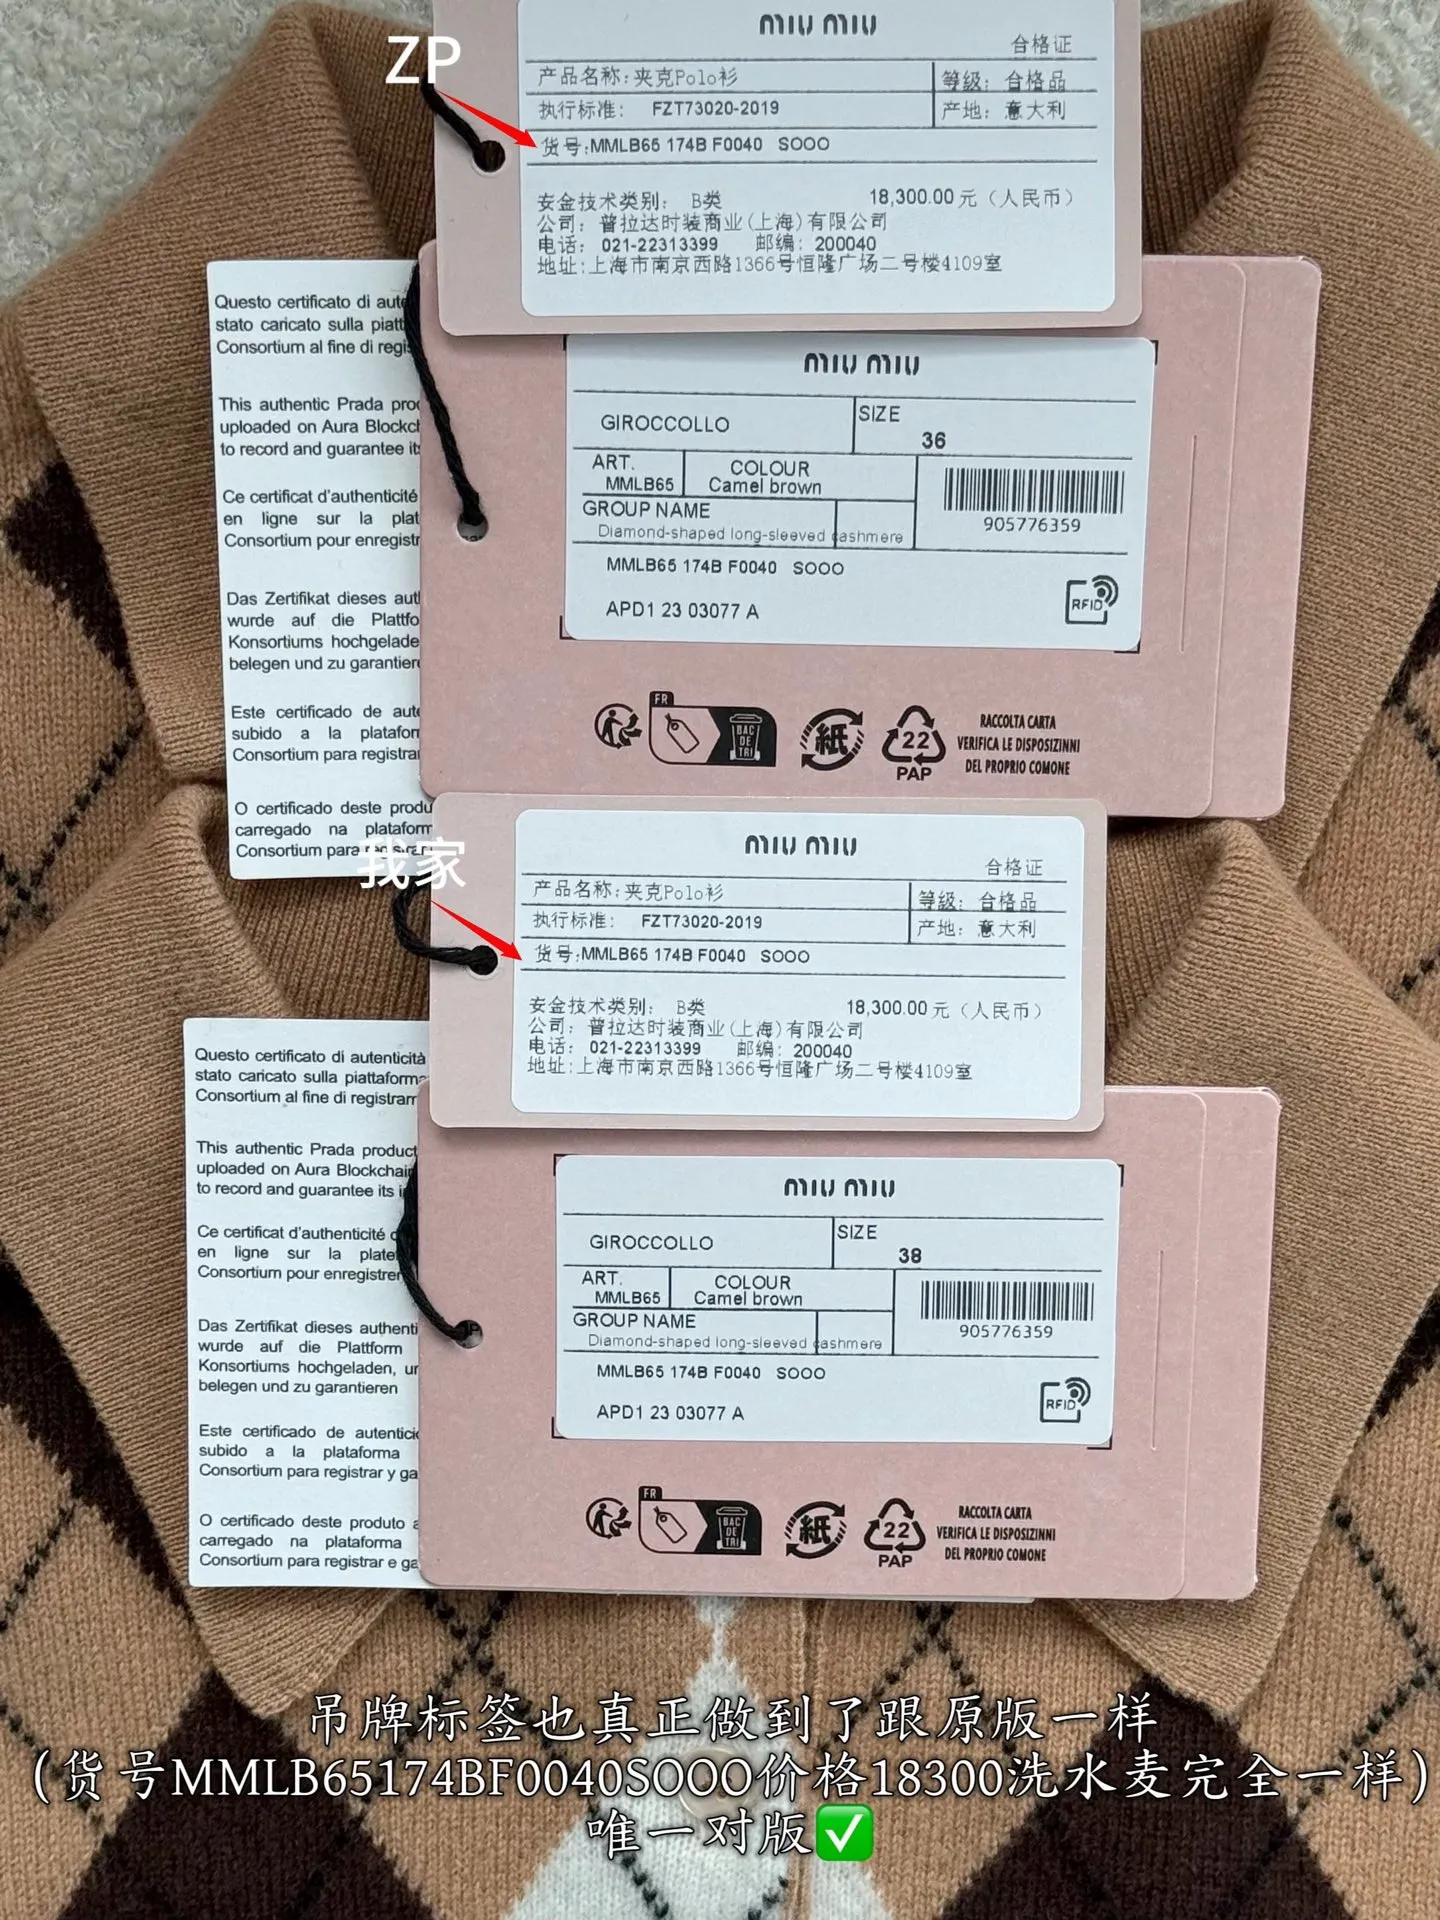 miu miu
合格证
ZP
产品名称:夹克Polo衫
等级: 合格品
执行标准: FZT73020-2019
产地: 意大利
货号:MMLB65 174B F0040 SOOO
安全技术类别: B类 18,300.00元（人民币）
公司: 普拉达时装商业(上海)有限公司
电话: 021-22313399 邮编: 200040
地址:上海市南京西路1366号恒隆广场二号楼4109室
Questo certificato di aute
stato caricato sulla piatt
Consortium al fine di regi
This authentic Prada pro
uploaded on Aura Blockc
to record and guarantee it
Ce certificat d'authenticité
en ligne sur la plat
Consortium pour enregistr
Das Zertifikat dieses aut
wurde auf die Plattfo
Konsortiums hochgelade
belegen und zu garantiere
Este certificado de aute
subido a la platafor
Consortium para registra
O certificado deste produ
carregado na plataform
Consortium para registrar
miu miu
GIROCCOLLO
SIZE
36
ART.
MMLB65
COLOUR
Camel brown
GROUP NAME
Diamond-shaped long-sleeved cashmere
905776359
MMLB65 174B F0040 SOOO
APD1 23 03077 A
RFID
FR
BAC
DE
TRI
紙
22
PAP
RACCOLTA CARTA
VERIFICA LE DISPOSIZINNI
DEL PROPRIO COMONE
我家
miu miu
合格证
产品名称:夹克Polo衫
等级: 合格品
执行标准: FZT73020-2019
产地: 意大利
货号:MMLB65 174B F0040 SOOO
安全技术类别: B类 18,300.00元（人民币）
公司: 普拉达时装商业(上海)有限公司
电话: 021-22313399 邮编: 200040
地址:上海市南京西路1366号恒隆广场二号楼4109室
Questo certificato di autenticità
stato caricato sulla piattaforma
Consortium al fine di registrar
This authentic Prada product
uploaded on Aura Blockchain
to record and guarantee its i
Ce certificat d'authenticité
en ligne sur la plate
Consortium pour enregistrer
Das Zertifikat dieses authenti
wurde auf die Plattform
Konsortiums hochgeladen, ur
belegen und zu garantieren
Este certificado de autentici
subido a la plataforma
Consortium para registrar y ga
O certificado deste produto a
carregado na plataforma
Consortium para registrar e ga
miu miu
GIROCCOLLO
SIZE
38
ART.
MMLB65
COLOUR
Camel brown
GROUP NAME
Diamond-shaped long-sleeved cashmere
905776359
MMLB65 174B F0040 SOOO
APD1 23 03077 A
RFID
FR
BAC
DE
TRI
紙
22
PAP
RACCOLTA CARTA
VERIFICA LE DISPOSIZINNI
DEL PROPRIO COMONE
吊牌标签也真正做到了跟原版一样
（货号MMLB65174BF0040SOOO价格18300洗水麦完全一样）
唯一对版✅